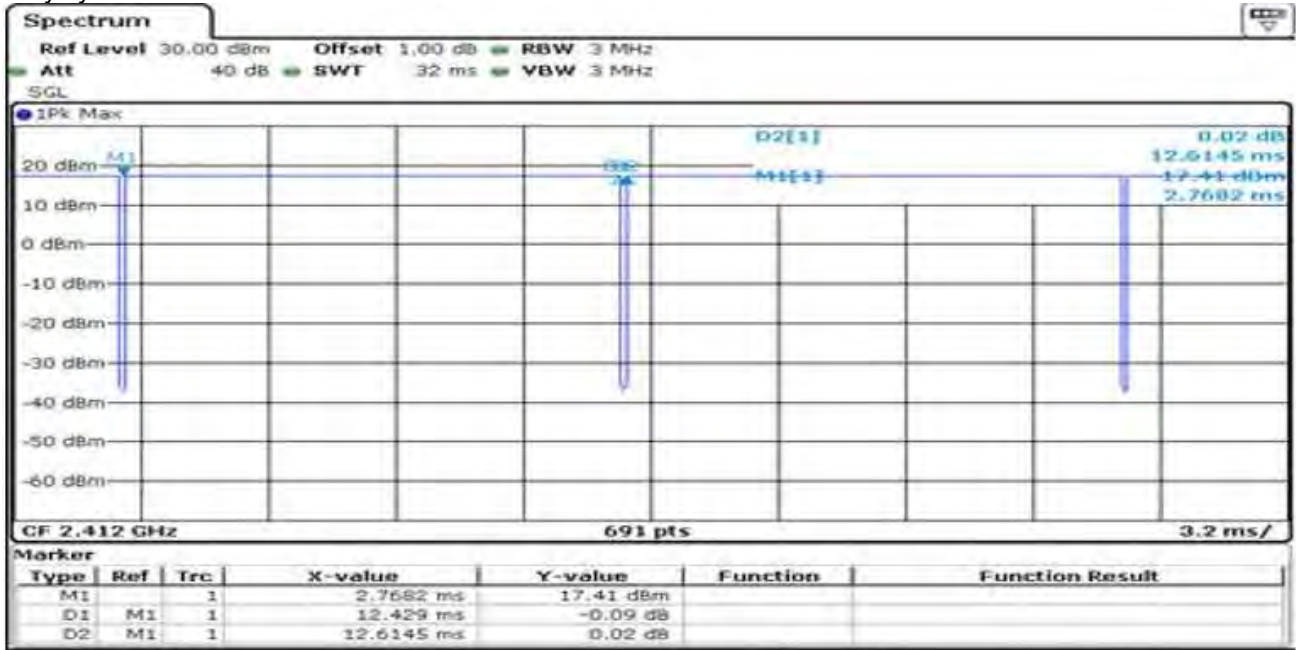 Spectrum
Ref Level 30.00 dBm Offset 1.00 dB RBW 3 MHz
Att 40 dB SWT 32 ms VBW 3 MHz
SGL
1Pk Max
D2[1] 0.02 dB
12.6145 ms
20 dBm M1
M1[1] 17.41 dBm
2.7682 ms
10 dBm
0 dBm
-10 dBm
-20 dBm
-30 dBm
-40 dBm
-50 dBm
-60 dBm
CF 2.412 GHz 691 pts 3.2 ms/
Marker
Type Ref Trc X-value Y-value Function Function Result
M1 1 2.7682 ms 17.41 dBm
D1 M1 1 12.429 ms -0.09 dB
D2 M1 1 12.6145 ms 0.02 dB